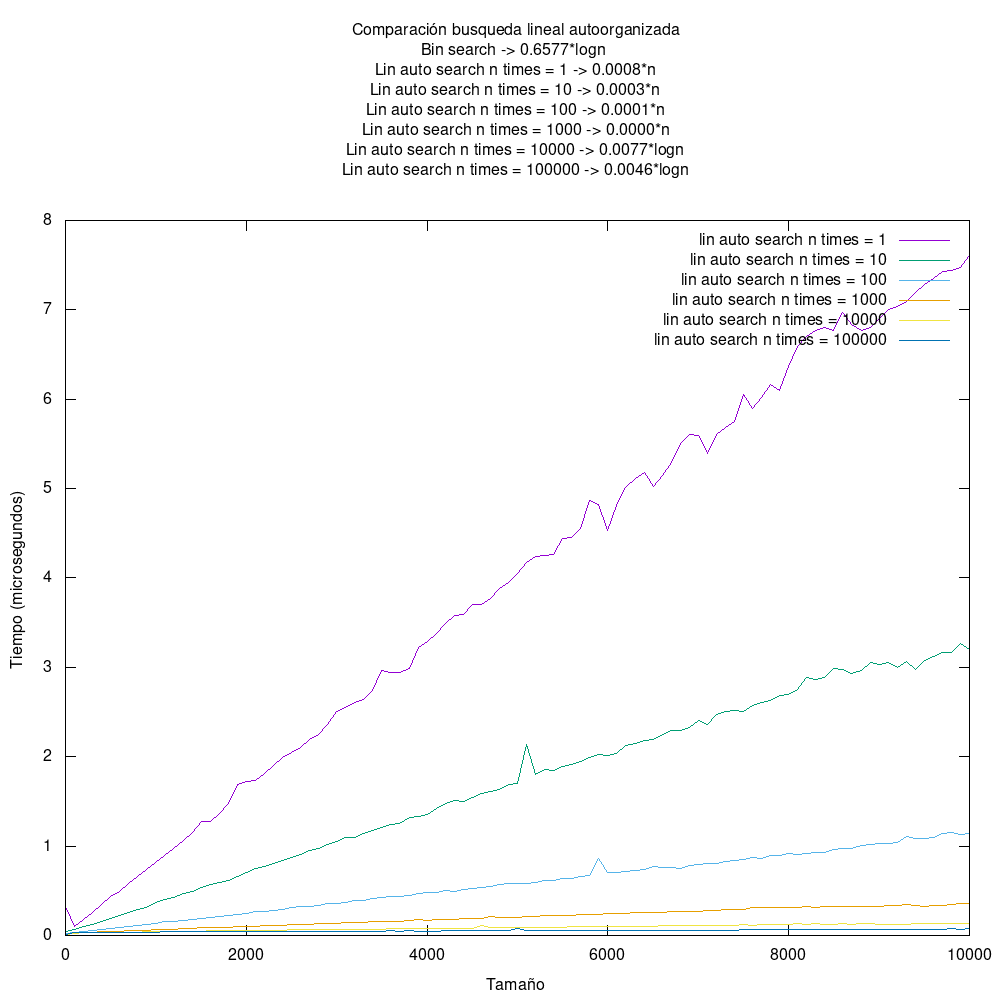 Comparación busqueda lineal autoorganizada
Bin search -> 0.6577*logn
Lin auto search n times = 1 -> 0.0008*n
Lin auto search n times = 10 -> 0.0003*n
Lin auto search n times = 100 -> 0.0001*n
Lin auto search n times = 1000 -> 0.0000*n
Lin auto search n times = 10000 -> 0.0077*logn
Lin auto search n times = 100000 -> 0.0046*logn
lin auto search n times = 1
lin auto search n times = 10
lin auto search n times = 100
lin auto search n times = 1000
lin auto search n times = 10000
lin auto search n times = 100000
8
7
6
5
4
3
2
1
0
Tiempo (microsegundos)
0 2000 4000 6000 8000 10000
Tamaño